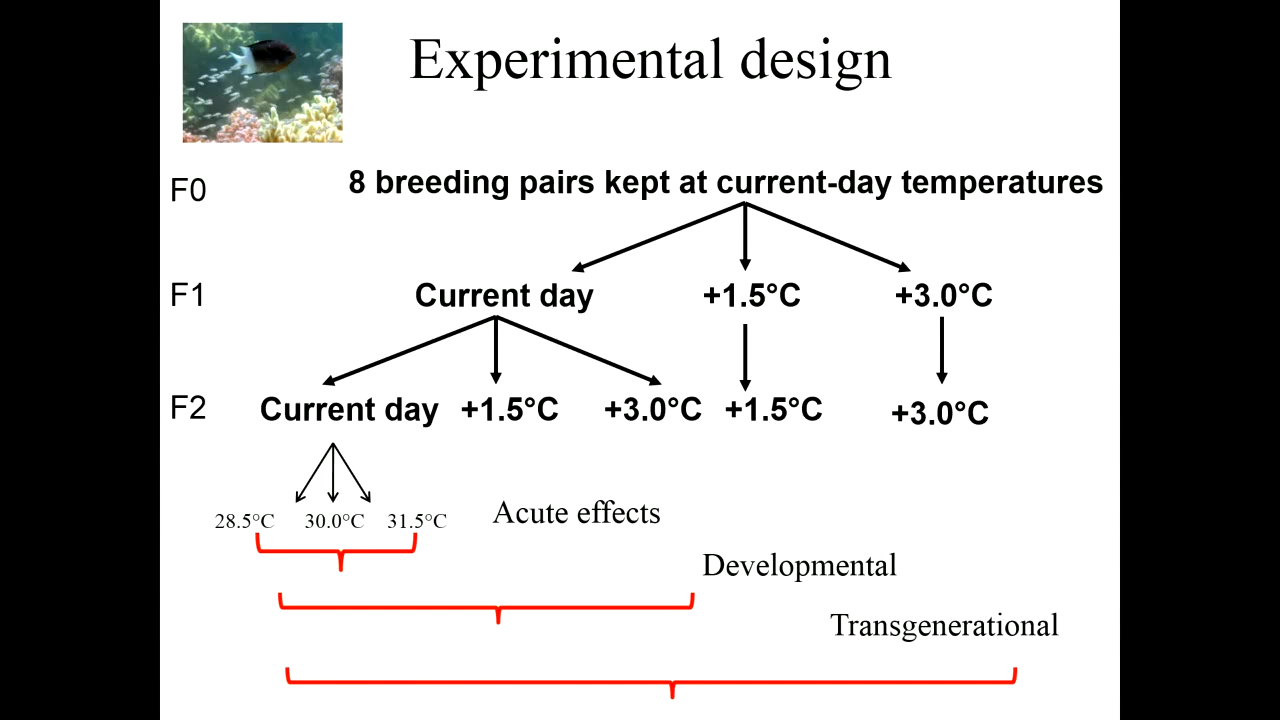 Experimental design
F0 8 breeding pairs kept at current-day temperatures
F1 Current day +1.5°C +3.0°C
F2 Current day +1.5°C +3.0°C +1.5°C +3.0°C
28.5°C 30.0°C 31.5°C Acute effects
Developmental
Transgenerational